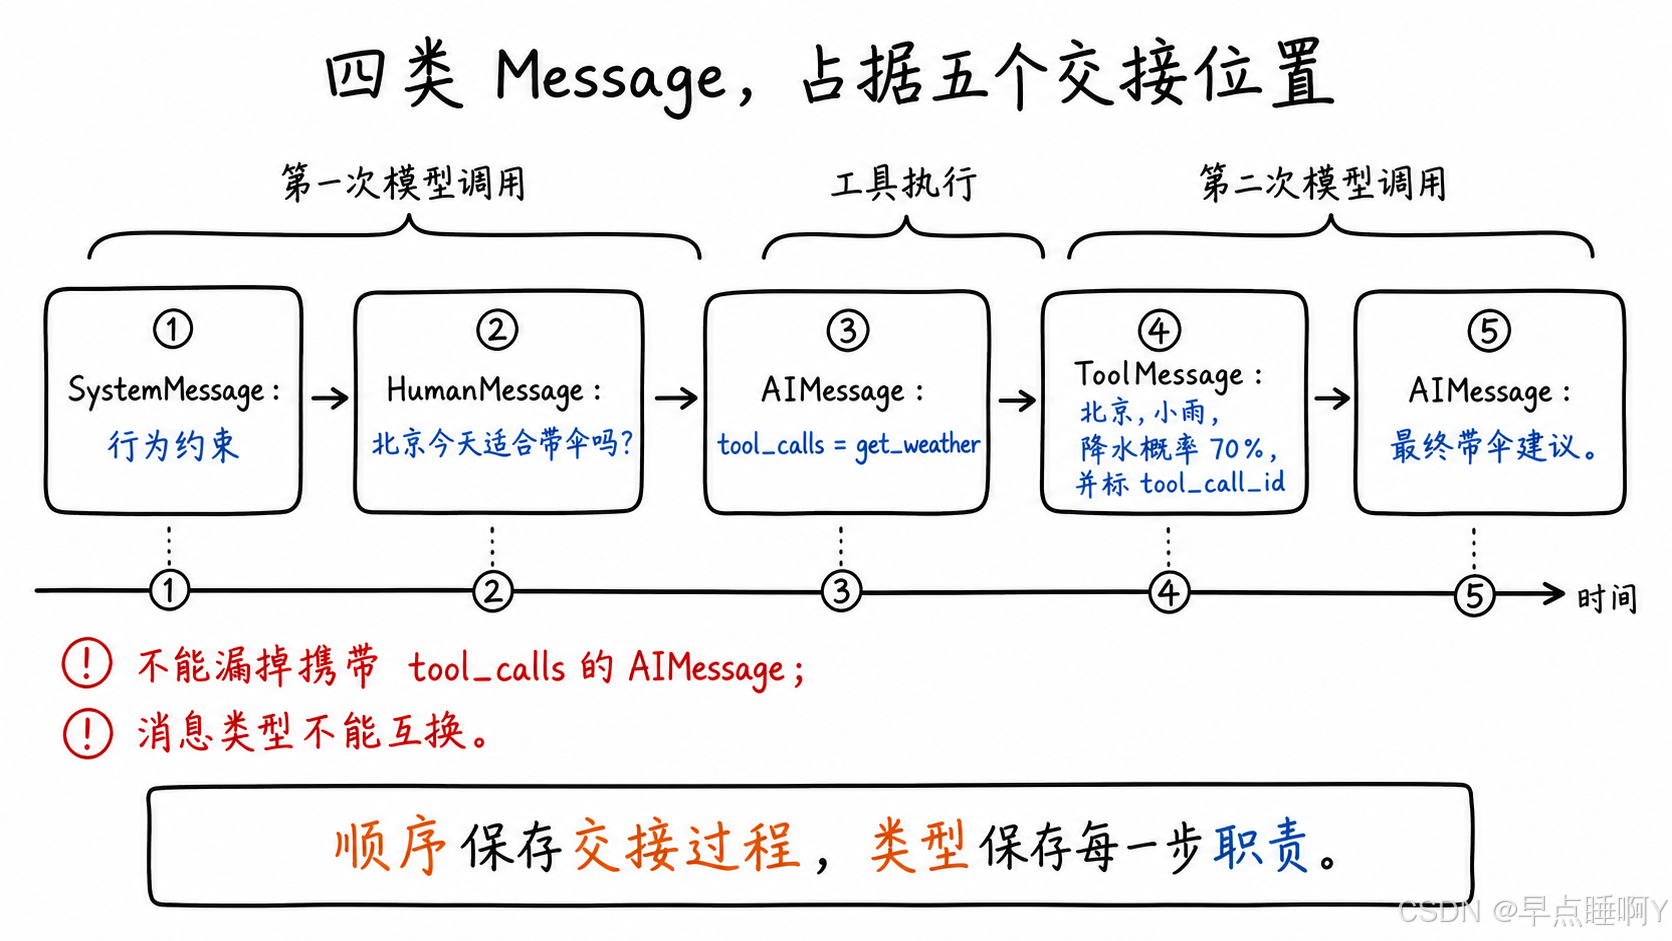 四类 Message，占据五个交接位置
第一次模型调用
工具执行
第二次模型调用
①
SystemMessage：
行为约束
②
HumanMessage：
北京今天适合带伞吗？
③
AIMessage：
tool_calls = get_weather
④
ToolMessage：
北京，小雨，
降水概率 70%，
并标 tool_call_id
⑤
AIMessage：
最终带伞建议。
① ② ③ ④ ⑤ 时间
! 不能漏掉携带 tool_calls 的 AIMessage；
! 消息类型不能互换。
顺序保存交接过程，类型保存每一步职责。
CSDN @早点睡啊Y